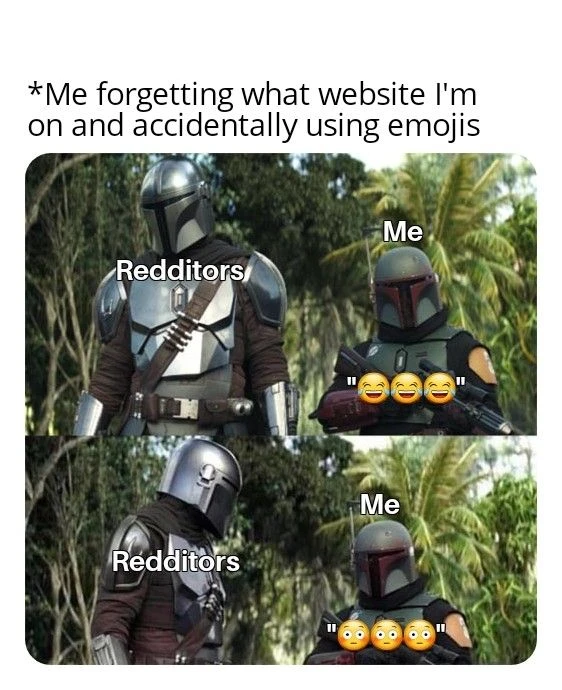 *Me forgetting what website I'm
on and accidentally using emojis
Me
Redditors
"😂😂😂"
Me
Redditors
"😳😳😳"